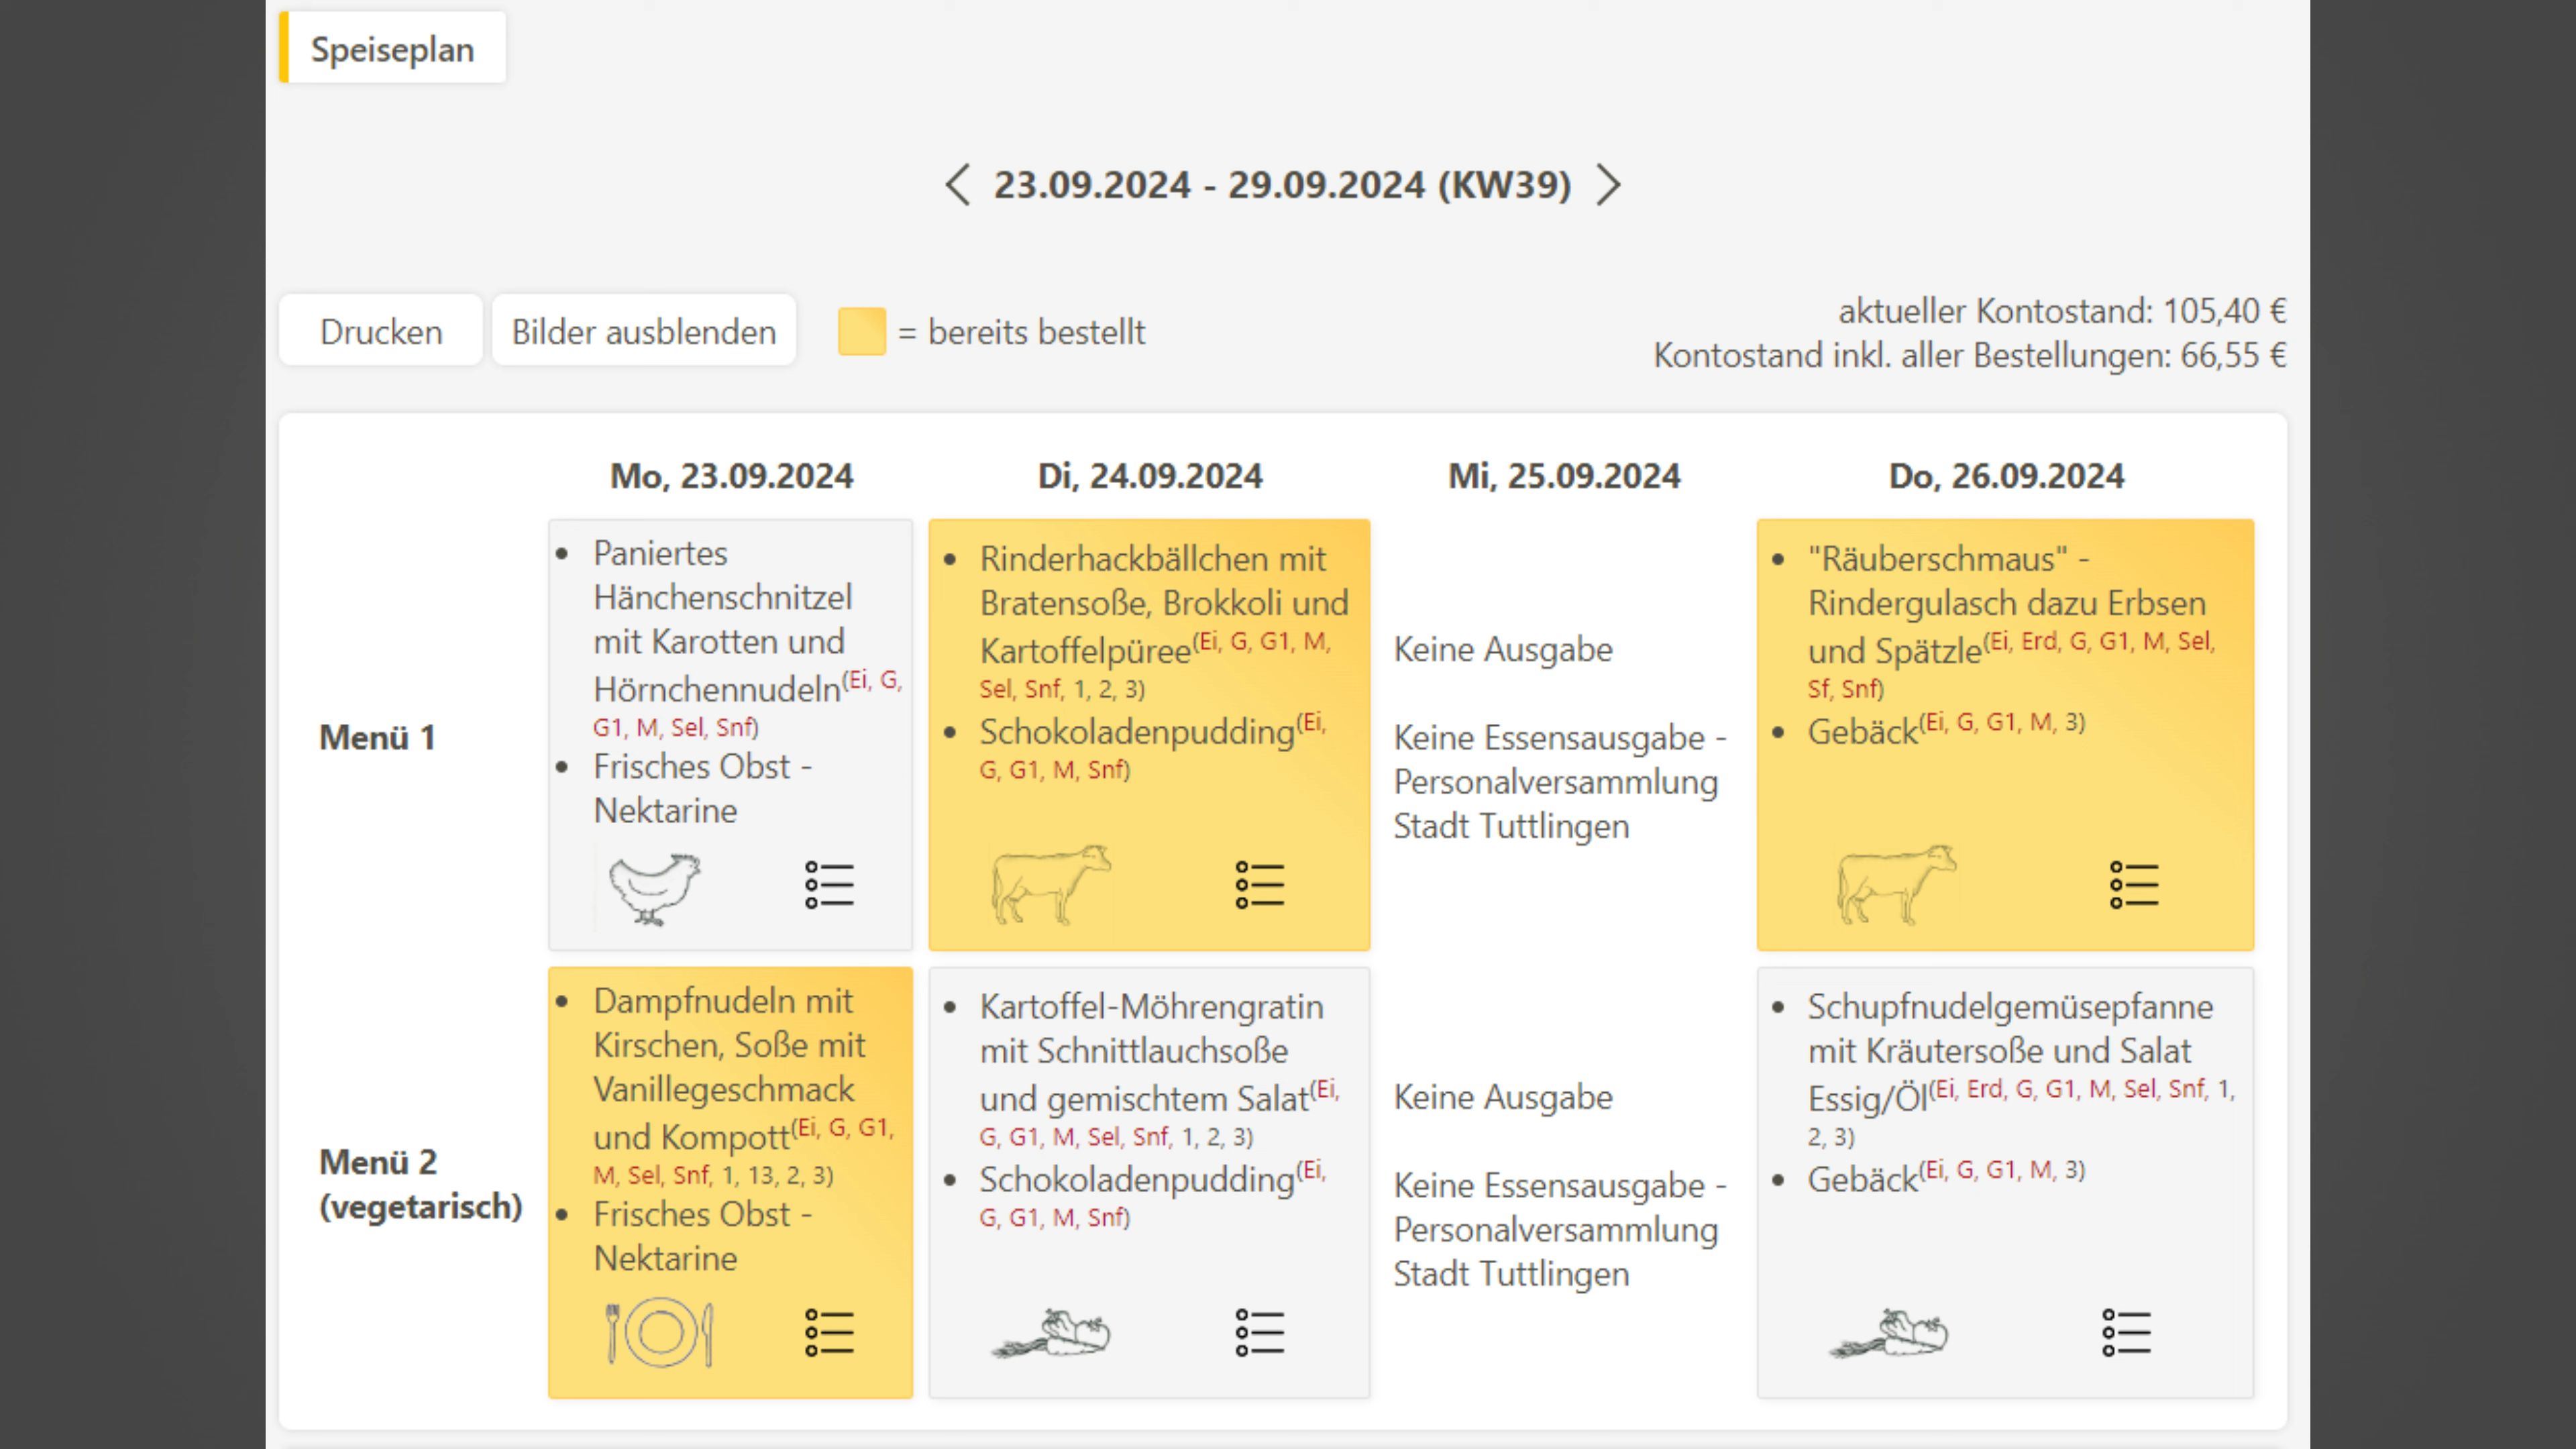 Speiseplan
23.09.2024 - 29.09.2024 (KW39)
Drucken
Bilder ausblenden
= bereits bestellt
aktueller Kontostand: 105,40 €
Kontostand inkl. aller Bestellungen: 66,55 €
Mo, 23.09.2024
Di, 24.09.2024
Mi, 25.09.2024
Do, 26.09.2024
Menü 1
• Paniertes
Hänchenschnitzel
mit Karotten und
Hörnchennudeln(Ei, G,
G1, M, Sel, Snf)
• Frisches Obst -
Nektarine
• Rinderhackbällchen mit
Bratensoße, Brokkoli und
Kartoffelpüree(Ei, G, G1, M,
Sel, Snf, 1, 2, 3)
• Schokoladenpudding(Ei,
G, G1, M, Snf)
Keine Ausgabe
Keine Essensausgabe -
Personalversammlung
Stadt Tuttlingen
• "Räuberschmaus" -
Rindergulasch dazu Erbsen
und Spätzle(Ei, Erd, G, G1, M, Sel,
Sf, Snf)
• Gebäck(Ei, G, G1, M, 3)
Menü 2
(vegetarisch)
• Dampfnudeln mit
Kirschen, Soße mit
Vanillegeschmack
und Kompott(Ei, G, G1,
M, Sel, Snf, 1, 13, 2, 3)
• Frisches Obst -
Nektarine
• Kartoffel-Möhrengratin
mit Schnittlauchsoße
und gemischtem Salat(Ei,
G, G1, M, Sel, Snf, 1, 2, 3)
• Schokoladenpudding(Ei,
G, G1, M, Snf)
Keine Ausgabe
Keine Essensausgabe -
Personalversammlung
Stadt Tuttlingen
• Schupfnudelgemüsepfanne
mit Kräutersoße und Salat
Essig/Öl(Ei, Erd, G, G1, M, Sel, Snf, 1,
2, 3)
• Gebäck(Ei, G, G1, M, 3)